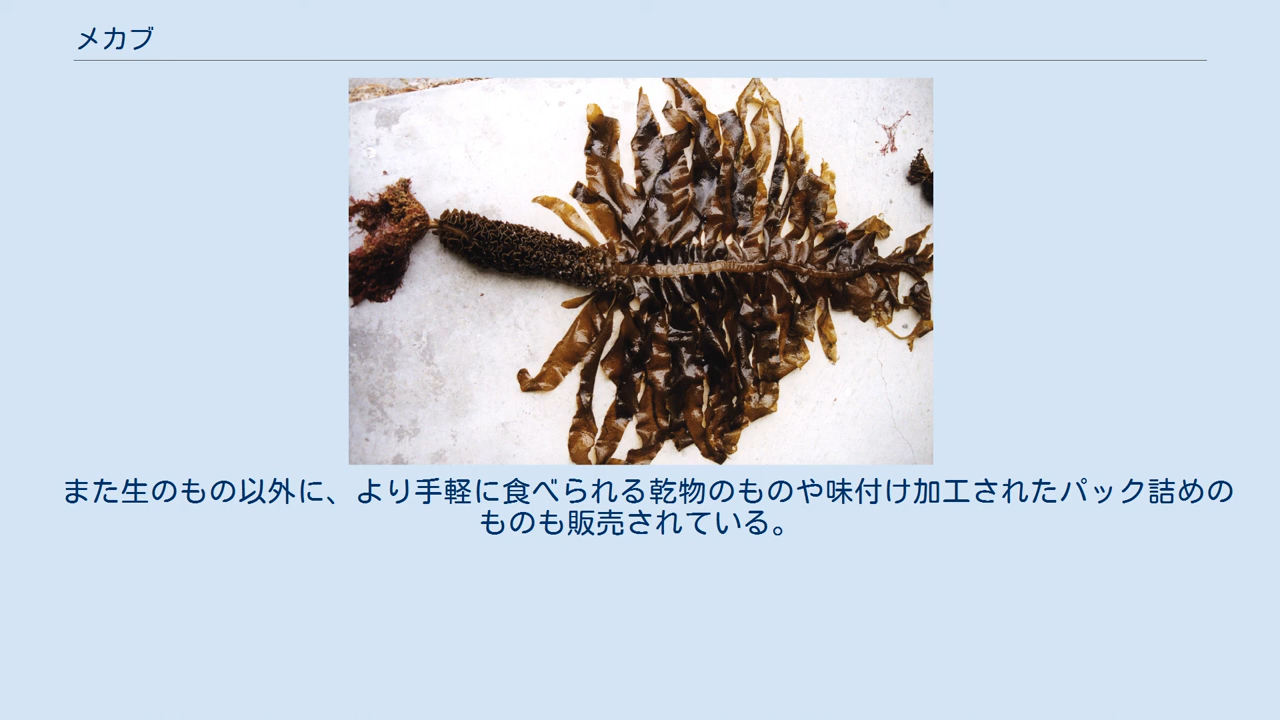 メカブ
また生のもの以外に、より手軽に食べられる乾物のものや味付け加工されたパック詰めの
ものも販売されている。